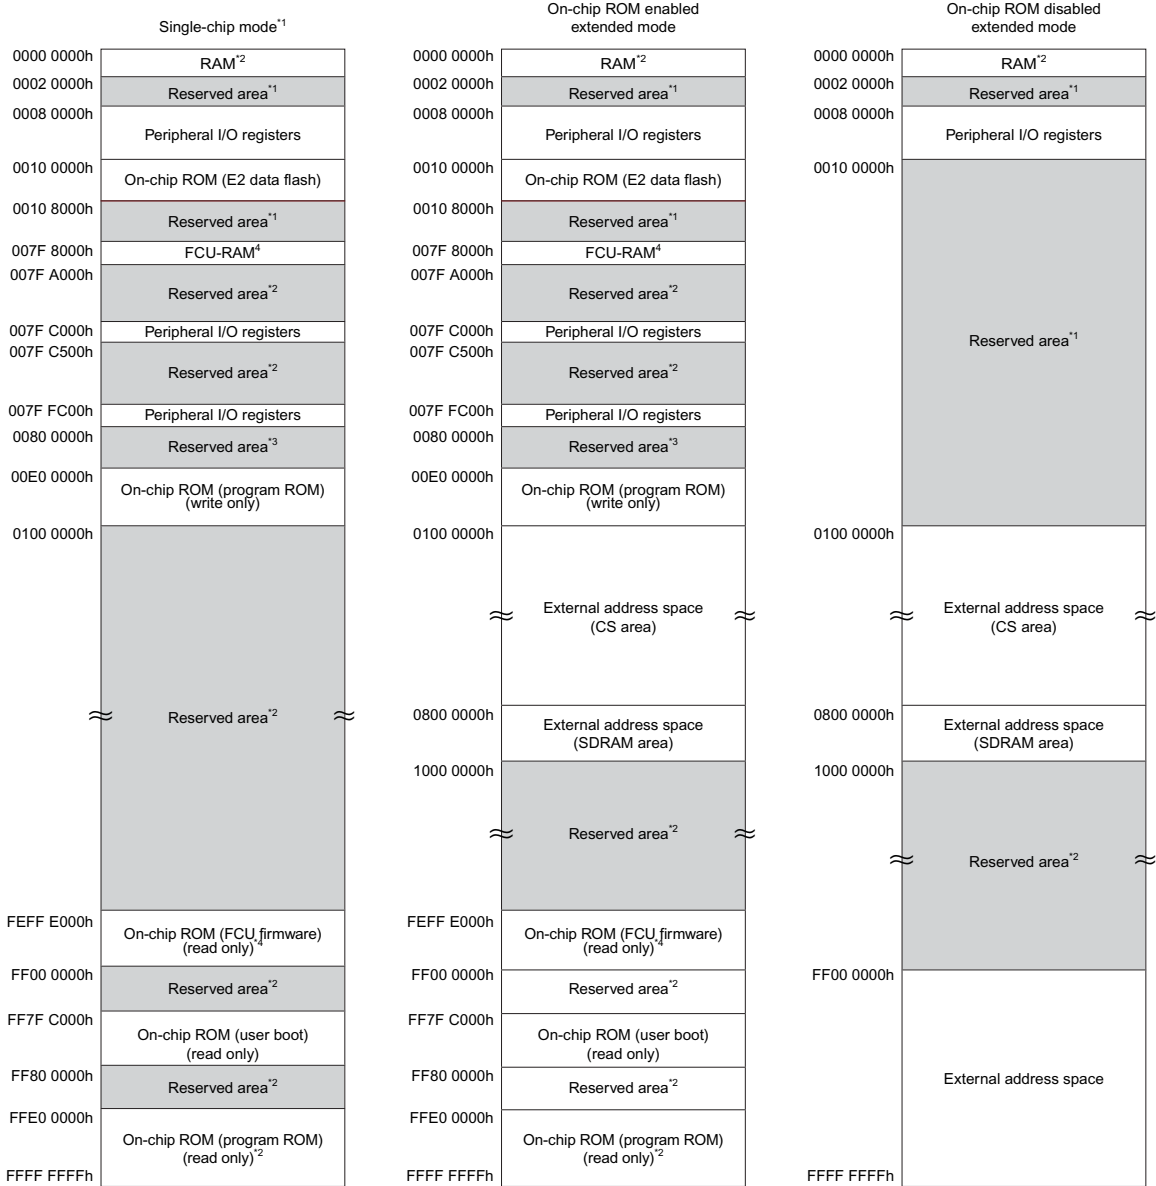 Single-chip mode*1
0000 0000h
RAM*2
0002 0000h
Reserved area*1
0008 0000h
Peripheral I/O registers
0010 0000h
On-chip ROM (E2 data flash)
0010 8000h
Reserved area*1
007F 8000h
FCU-RAM4
007F A000h
Reserved area*2
007F C000h
Peripheral I/O registers
007F C500h
Reserved area*2
007F FC00h
Peripheral I/O registers
0080 0000h
Reserved area*3
00E0 0000h
On-chip ROM (program ROM)
(write only)
0100 0000h
Reserved area*2
FEFF E000h
On-chip ROM (FCU firmware)
(read only)*4
FF00 0000h
Reserved area*2
FF7F C000h
On-chip ROM (user boot)
(read only)
FF80 0000h
Reserved area*2
FFE0 0000h
On-chip ROM (program ROM)
(read only)*2
FFFF FFFFh
On-chip ROM enabled
extended mode
0000 0000h
RAM*2
0002 0000h
Reserved area*1
0008 0000h
Peripheral I/O registers
0010 0000h
On-chip ROM (E2 data flash)
0010 8000h
Reserved area*1
007F 8000h
FCU-RAM4
007F A000h
Reserved area*2
007F C000h
Peripheral I/O registers
007F C500h
Reserved area*2
007F FC00h
Peripheral I/O registers
0080 0000h
Reserved area*3
00E0 0000h
On-chip ROM (program ROM)
(write only)
0100 0000h
External address space
(CS area)
0800 0000h
External address space
(SDRAM area)
1000 0000h
Reserved area*2
FEFF E000h
On-chip ROM (FCU firmware)
(read only)*4
FF00 0000h
Reserved area*2
FF7F C000h
On-chip ROM (user boot)
(read only)
FF80 0000h
Reserved area*2
FFE0 0000h
On-chip ROM (program ROM)
(read only)*2
FFFF FFFFh
On-chip ROM disabled
extended mode
0000 0000h
RAM*2
0002 0000h
Reserved area*1
0008 0000h
Peripheral I/O registers
0010 0000h
Reserved area*1
0100 0000h
External address space
(CS area)
0800 0000h
External address space
(SDRAM area)
1000 0000h
Reserved area*2
FF00 0000h
External address space
FFFF FFFFh